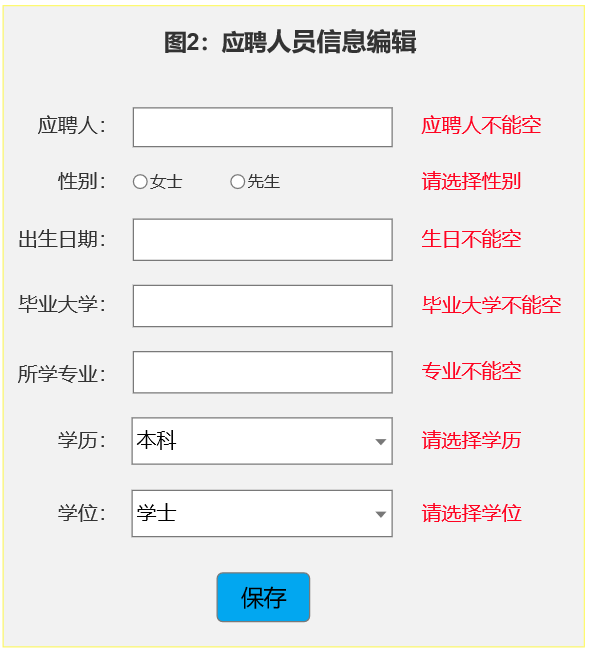 图2：应聘人员信息编辑
应聘人： 应聘人不能空
性别： 女士 先生 请选择性别
出生日期： 生日不能空
毕业大学： 毕业大学不能空
所学专业： 专业不能空
学历： 本科 请选择学历
学位： 学士 请选择学位
保存